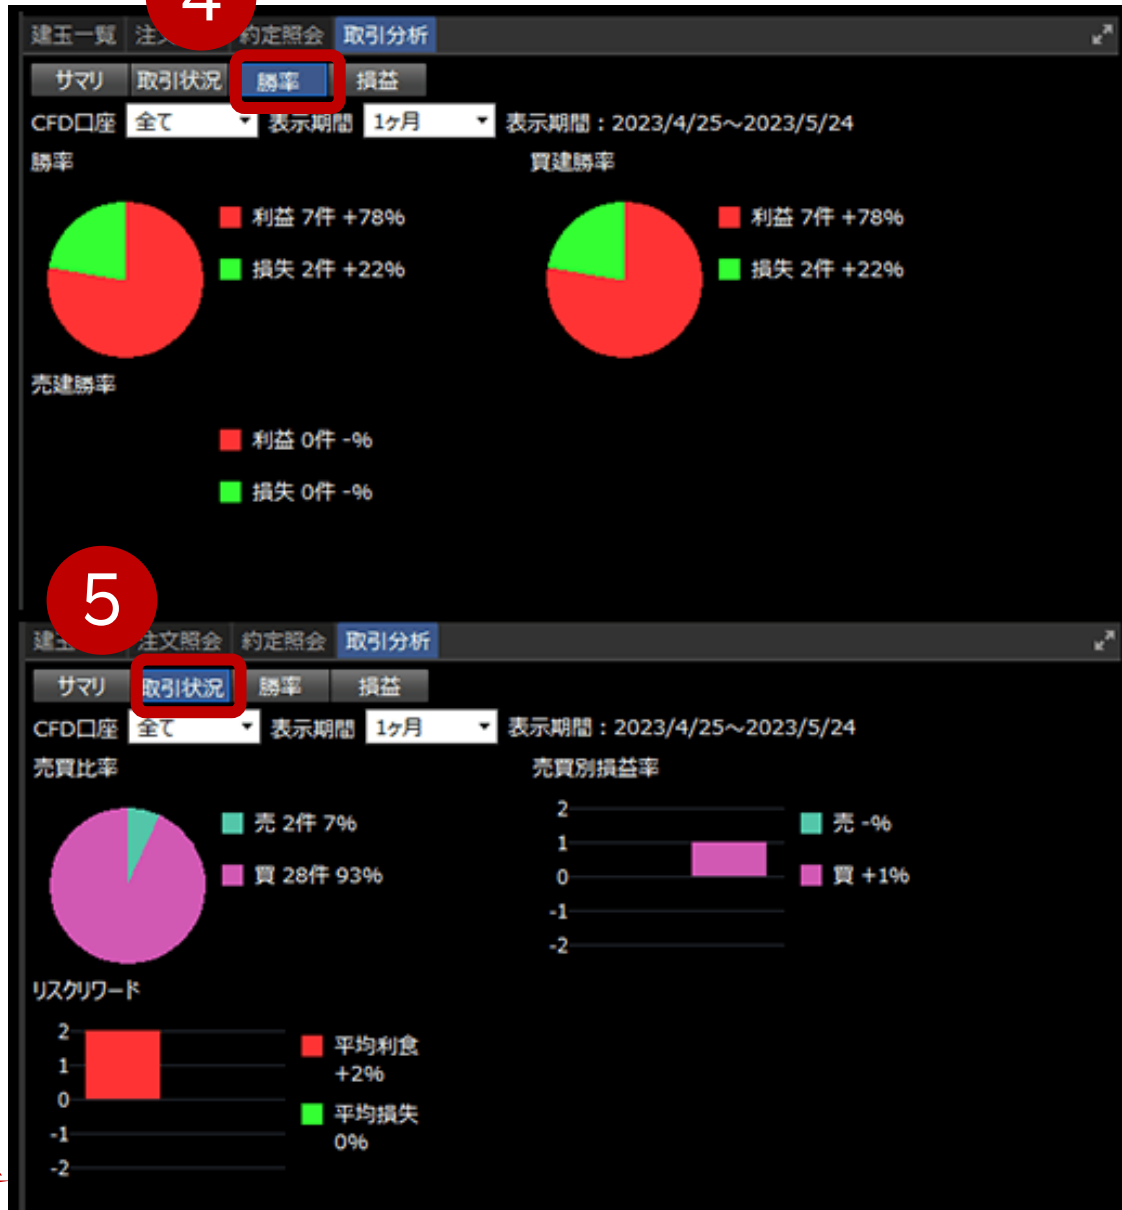 4
建玉一覧 約定照会 取引分析
サマリ 取引状況 勝率 損益
CFD口座 全て 表示期間 1ヶ月 表示期間：2023/4/25～2023/5/24
勝率 買建勝率
利益 7件 +78% 利益 7件 +78%
損失 2件 +22% 損失 2件 +22%
売建勝率
利益 0件 -%
損失 0件 -%
5
注文照会 約定照会 取引分析
サマリ 取引状況 勝率 損益
CFD口座 全て 表示期間 1ヶ月 表示期間：2023/4/25～2023/5/24
売買比率 売買別損益率
売 2件 7%
買 28件 93%
2
1
0
-1
-2
売 -%
買 +1%
リスクリワード
2
1
0
-1
-2
平均利食
+2%
平均損失
0%